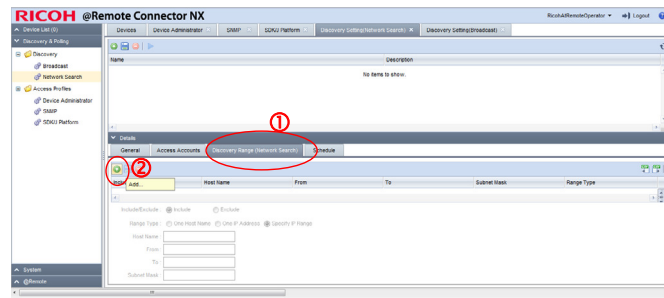 RICOH @Remote Connector NX
RicohAtRemoteOperator Logout
Device List (0) Devices Device Administrator SNMP SDK/J Platform Discovery Setting(Network Search) Discovery Setting(Broadcast)
Discovery & Polling
Discovery
Broadcast
Network Search
Access Profiles
Device Administrator
SNMP
SDK/J Platform
Name Description
No items to show.
①
Details
General Access Accounts Discovery Range (Network Search) Schedule
②
Add...
Host Name From To Subnet Mask Range Type
Include/Exclude: Include Exclude
Range Type: One Host Name One IP Address Specify IP Range
Host Name:
From:
To:
Subnet Mask:
System
@Remote